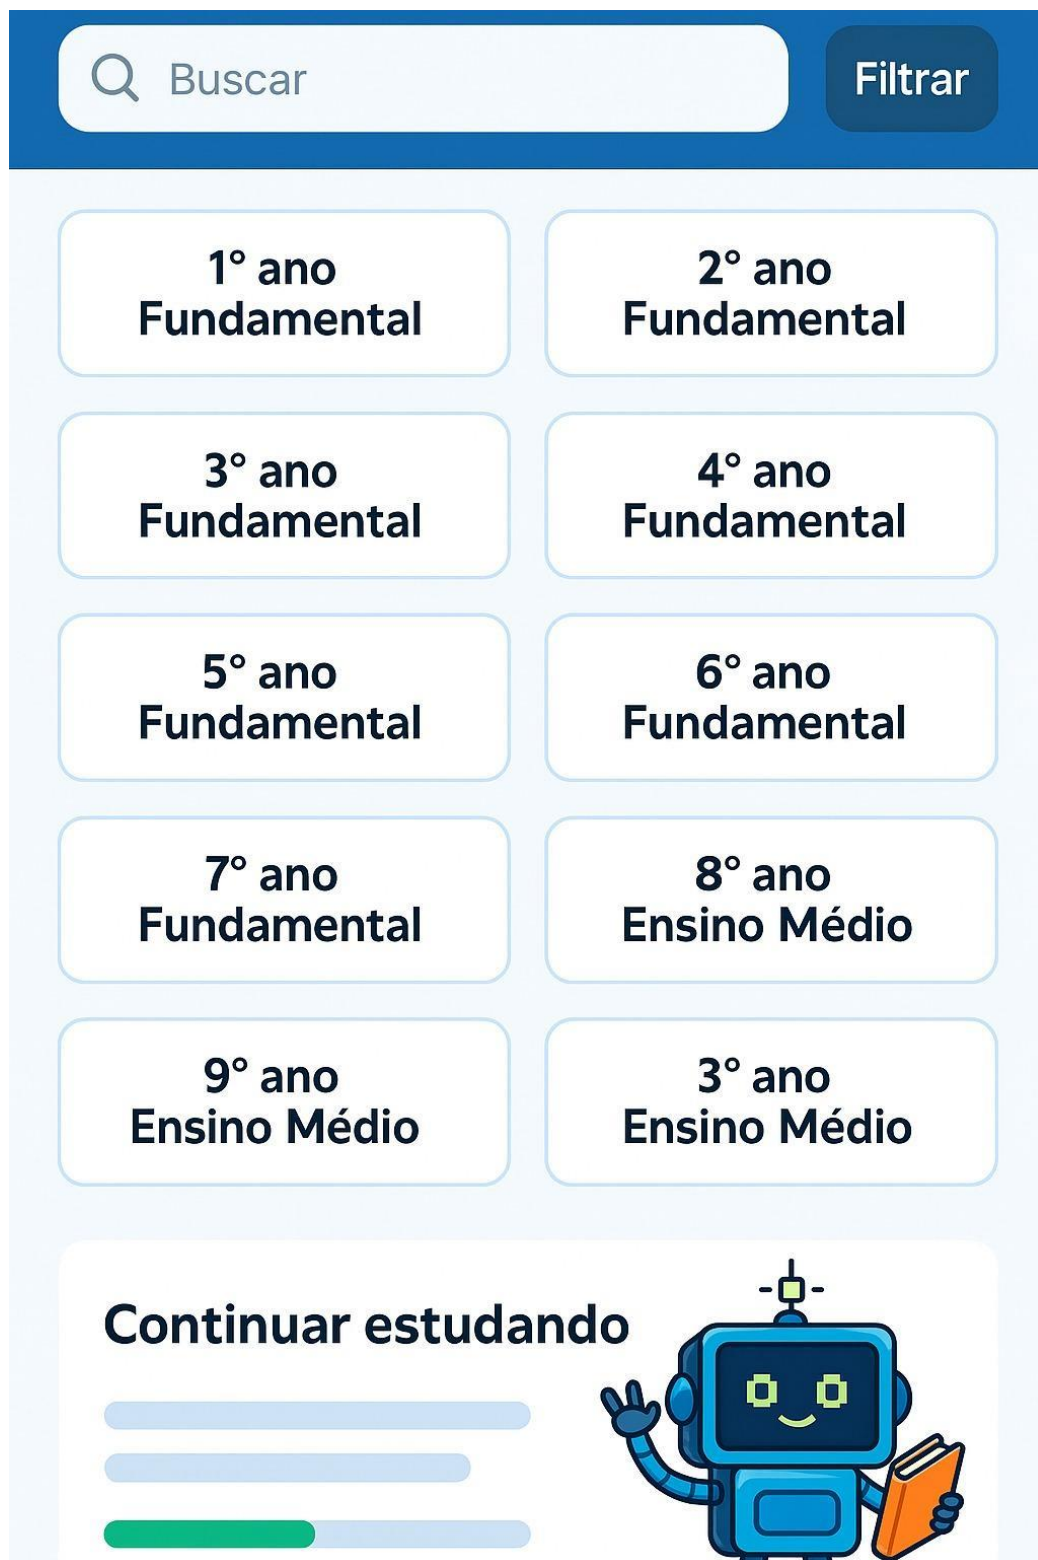 Buscar
Filtrar
1° ano
Fundamental
2° ano
Fundamental
3° ano
Fundamental
4° ano
Fundamental
5° ano
Fundamental
6° ano
Fundamental
7° ano
Fundamental
8° ano
Ensino Médio
9° ano
Ensino Médio
3° ano
Ensino Médio
Continuar estudando